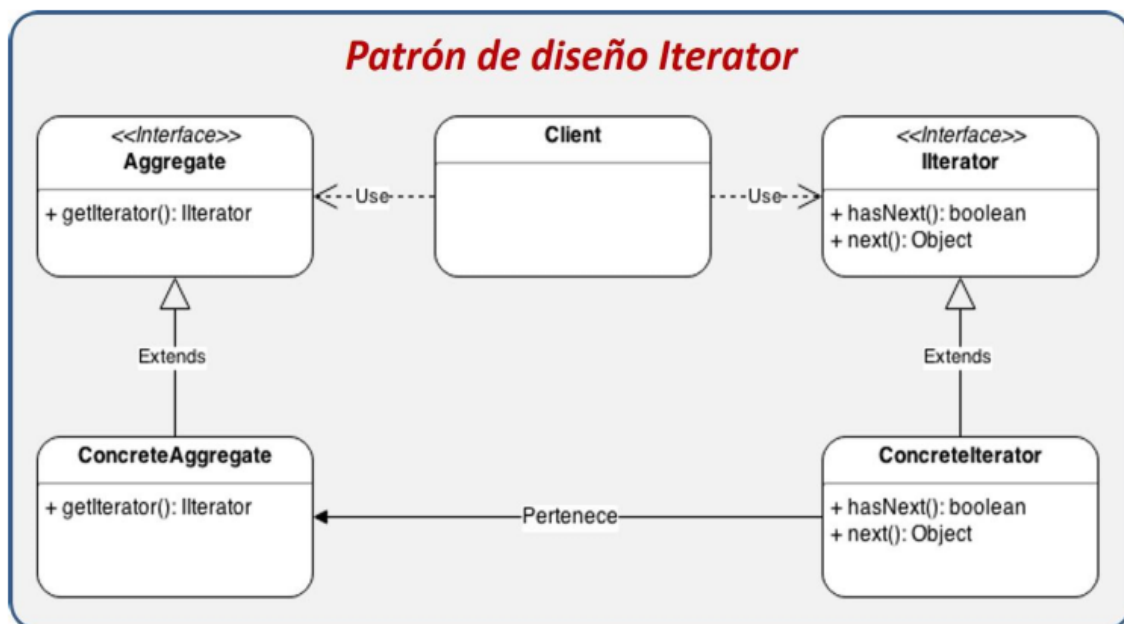 Patrón de diseño Iterator
<<Interface>>
Aggregate
+ getIterator(): IIterator
Use
Client
Use
<<Interface>>
IIterator
+ hasNext(): boolean
+ next(): Object
Extends
Extends
ConcreteAggregate
+ getIterator(): IIterator
Pertenece
ConcreteIterator
+ hasNext(): boolean
+ next(): Object